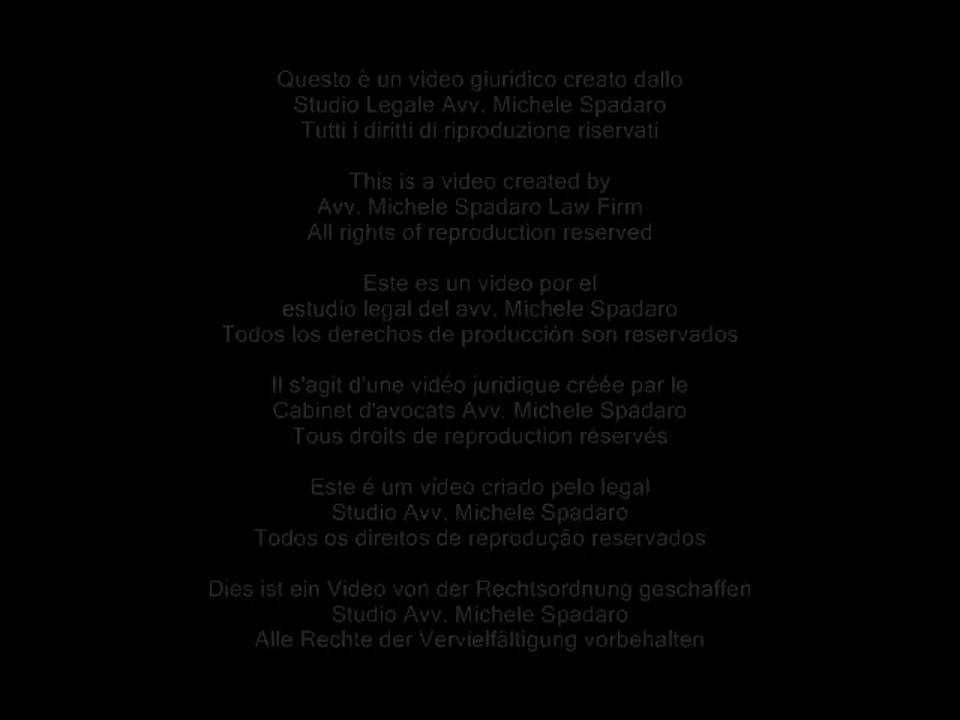 Questo è un video giuridico creato dallo
Studio Legale Avv. Michele Spadaro
Tutti i diritti di riproduzione riservati
This is a video created by
Avv. Michele Spadaro Law Firm
All rights of reproduction reserved
Este es un video por el
estudio legal del avv. Michele Spadaro
Todos los derechos de producción son reservados
Il s'agit d'une vidéo juridique créée par le
Cabinet d'avocats Avv. Michele Spadaro
Tous droits de reproduction réservés
Este é um vídeo criado pelo legal
Studio Avv. Michele Spadaro
Todos os direitos de reprodução reservados
Dies ist ein Video von der Rechtsordnung geschaffen
Studio Avv. Michele Spadaro
Alle Rechte der Vervielfältigung vorbehalten